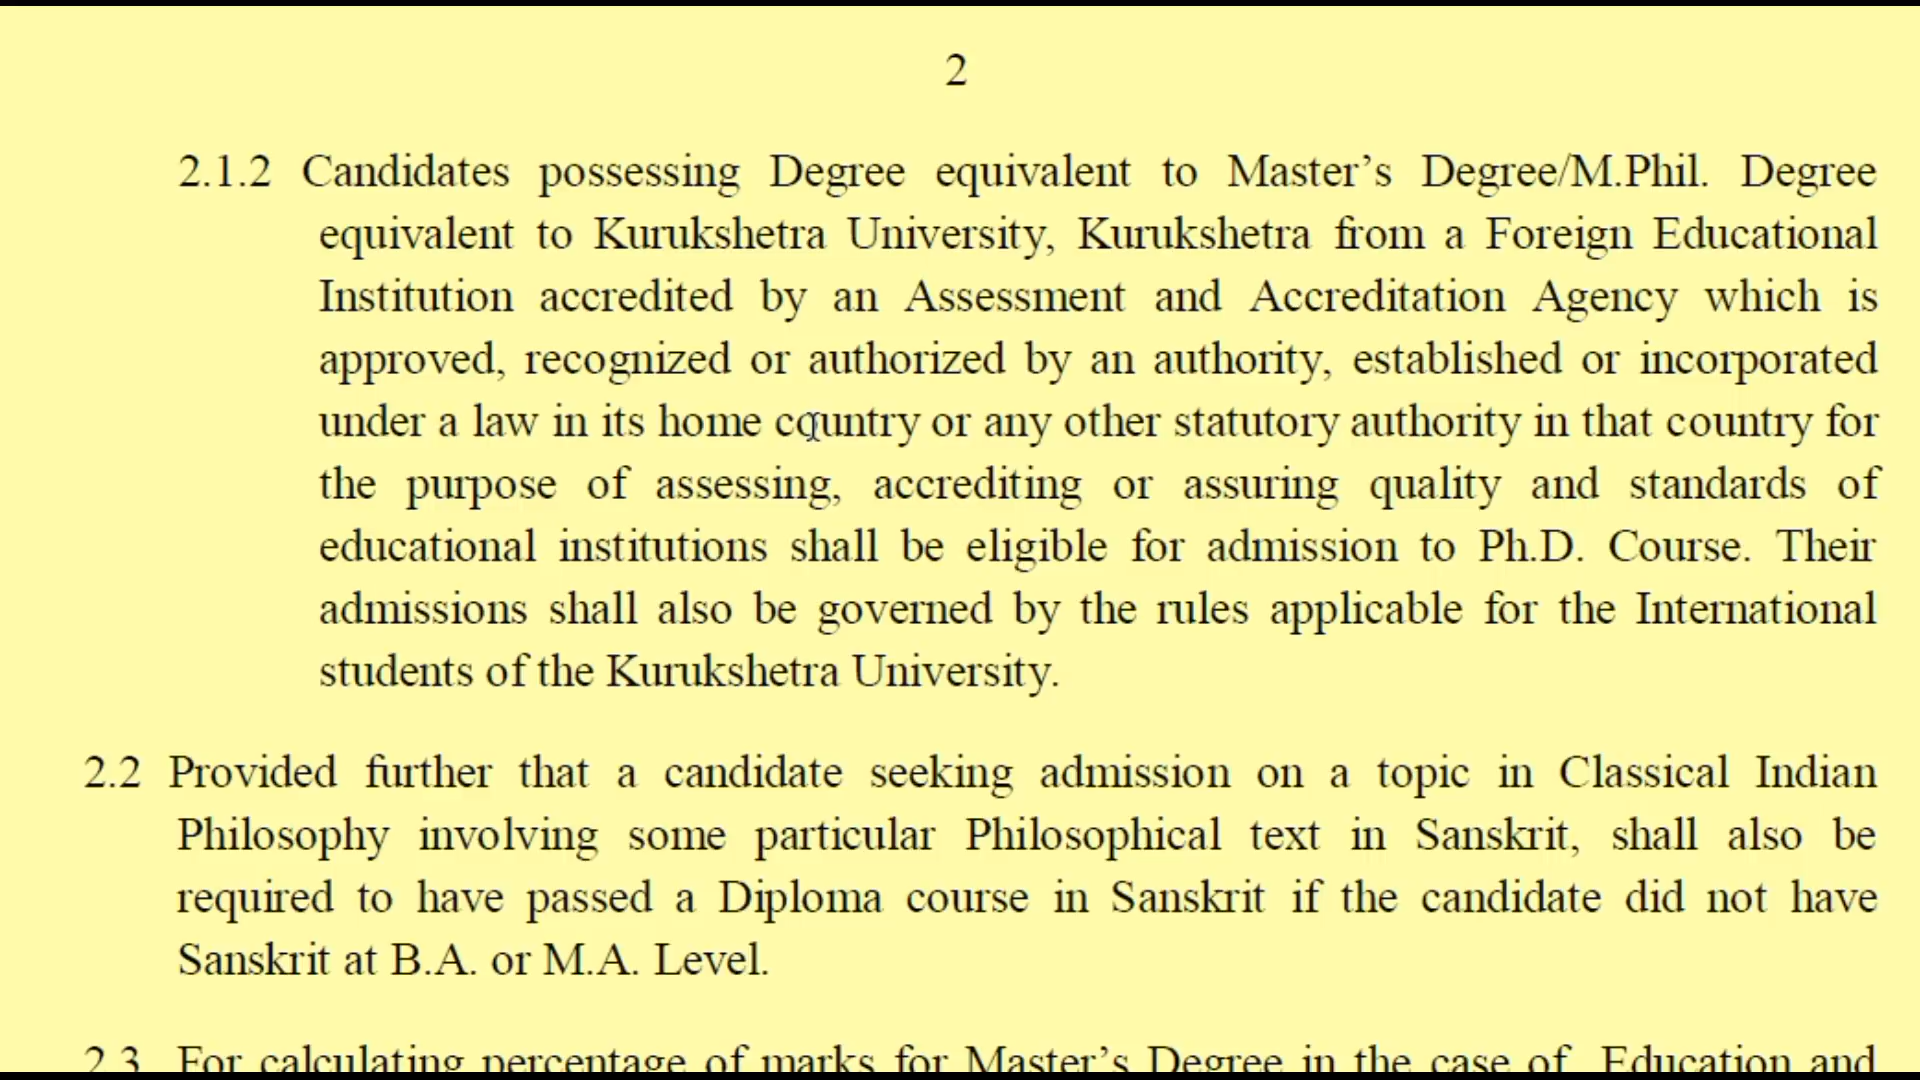 2
2.1.2 Candidates possessing Degree equivalent to Master’s Degree/M.Phil. Degree
equivalent to Kurukshetra University, Kurukshetra from a Foreign Educational
Institution accredited by an Assessment and Accreditation Agency which is
approved, recognized or authorized by an authority, established or incorporated
under a law in its home country or any other statutory authority in that country for
the purpose of assessing, accrediting or assuring quality and standards of
educational institutions shall be eligible for admission to Ph.D. Course. Their
admissions shall also be governed by the rules applicable for the International
students of the Kurukshetra University.
2.2 Provided further that a candidate seeking admission on a topic in Classical Indian
Philosophy involving some particular Philosophical text in Sanskrit, shall also be
required to have passed a Diploma course in Sanskrit if the candidate did not have
Sanskrit at B.A. or M.A. Level.
2.3 For calculating percentage of marks for Master’s Degree in the case of Education and